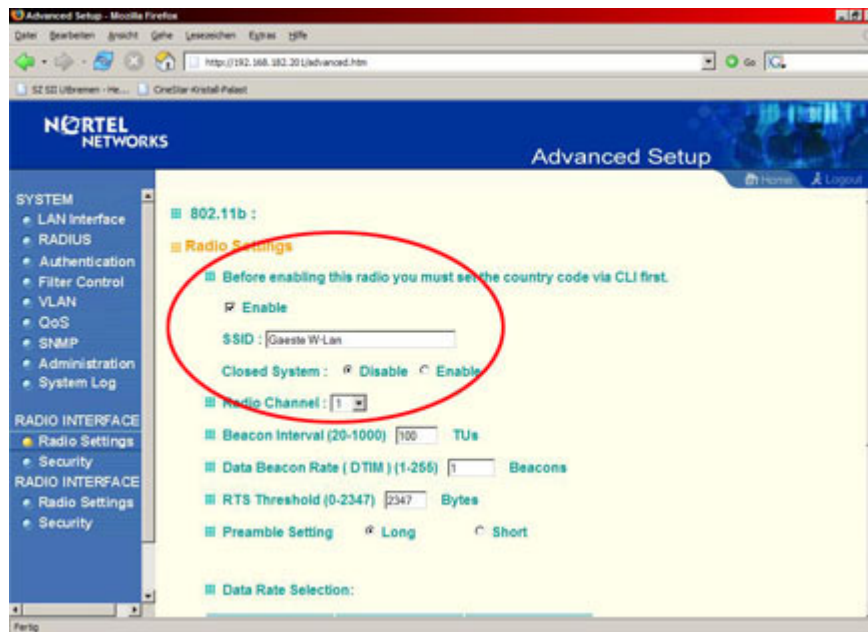 Advanced Setup - Mozilla Firefox
Datei Bearbeiten Ansicht Gehe Lesezeichen Extras Hilfe
http://192.168.182.201/advanced.htm
Go
G
SZ SII Utbremen - He... CineStar-Kristall-Palast
NORTEL
NETWORKS
Advanced Setup
Home Logout
SYSTEM
LAN Interface
RADIUS
Authentication
Filter Control
VLAN
QoS
SNMP
Administration
System Log
RADIO INTERFACE
Radio Settings
Security
RADIO INTERFACE
Radio Settings
Security
802.11b :
Radio Settings
Before enabling this radio you must set the country code via CLI first.
Enable
SSID : Gaeste W-Lan
Closed System : Disable Enable
Radio Channel : 1
Beacon Interval (20-1000) 100 TUs
Data Beacon Rate ( DTIM ) (1-255) 1 Beacons
RTS Threshold (0-2347) 2347 Bytes
Preamble Setting Long Short
Data Rate Selection:
Fertig